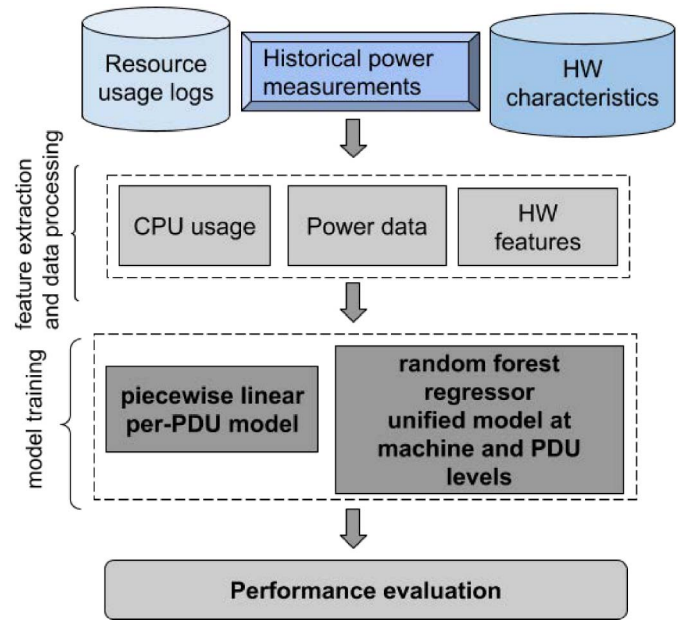 Resource
usage logs
Historical power
measurements
HW
characteristics
feature extraction
and data processing
CPU usage
Power data
HW
features
model training
piecewise linear
per-PDU model
random forest
regressor
unified model at
machine and PDU
levels
Performance evaluation